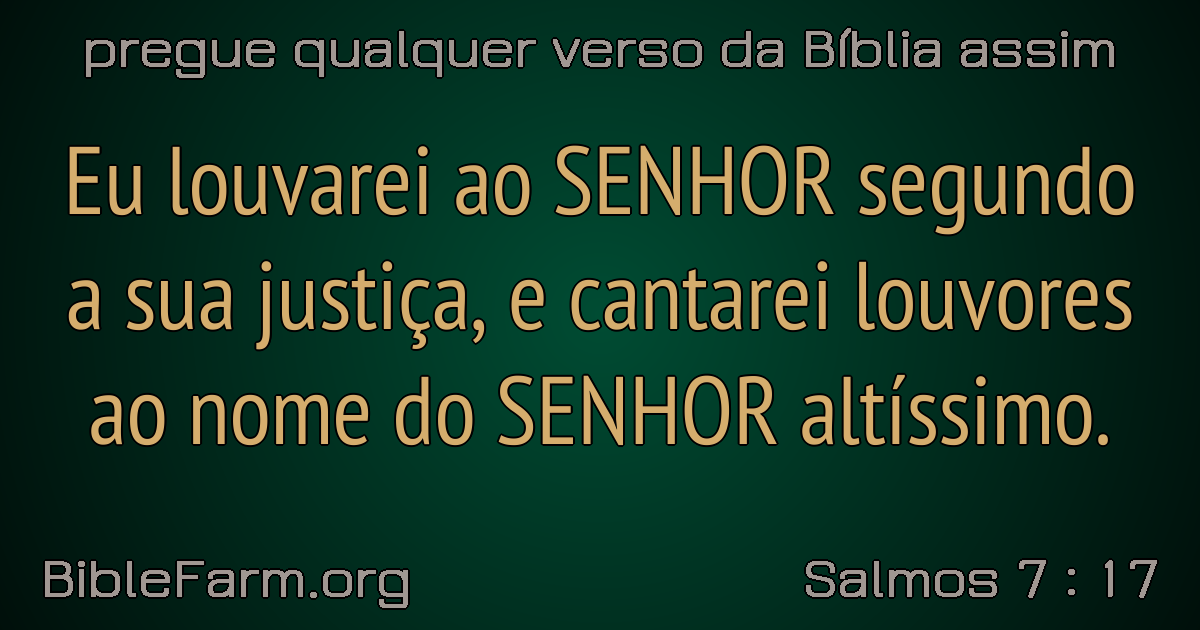 pregue qualquer verso da Bíblia assim
Eu louvarei ao SENHOR segundo
a sua justiça, e cantarei louvores
ao nome do SENHOR altíssimo.
BibleFarm.org
Salmos 7 : 17